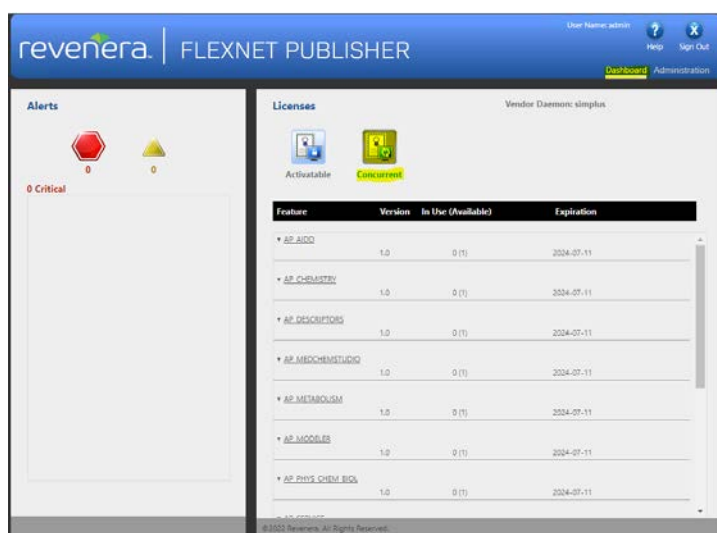 User Name: admin
revenera. FLEXNET PUBLISHER
? X
Help Sign Out
Dashboard Administration
Alerts
0 0
0 Critical
Licenses Vendor Daemon: simplus
Activatable Concurrent
Feature Version In Use (Available) Expiration
AP AIDD
1.0 0 (1) 2024-07-11
AP CHEMISTRY
1.0 0 (1) 2024-07-11
AP DESCRIPTORS
1.0 0 (1) 2024-07-11
AP MEDCHEMSTUDIO
1.0 0 (1) 2024-07-11
AP METABOLISM
1.0 0 (1) 2024-07-11
AP MODELER
1.0 0 (1) 2024-07-11
AP PHYS CHEM BIOL
1.0 0 (1) 2024-07-11
©2022 Revenera. All Rights Reserved.